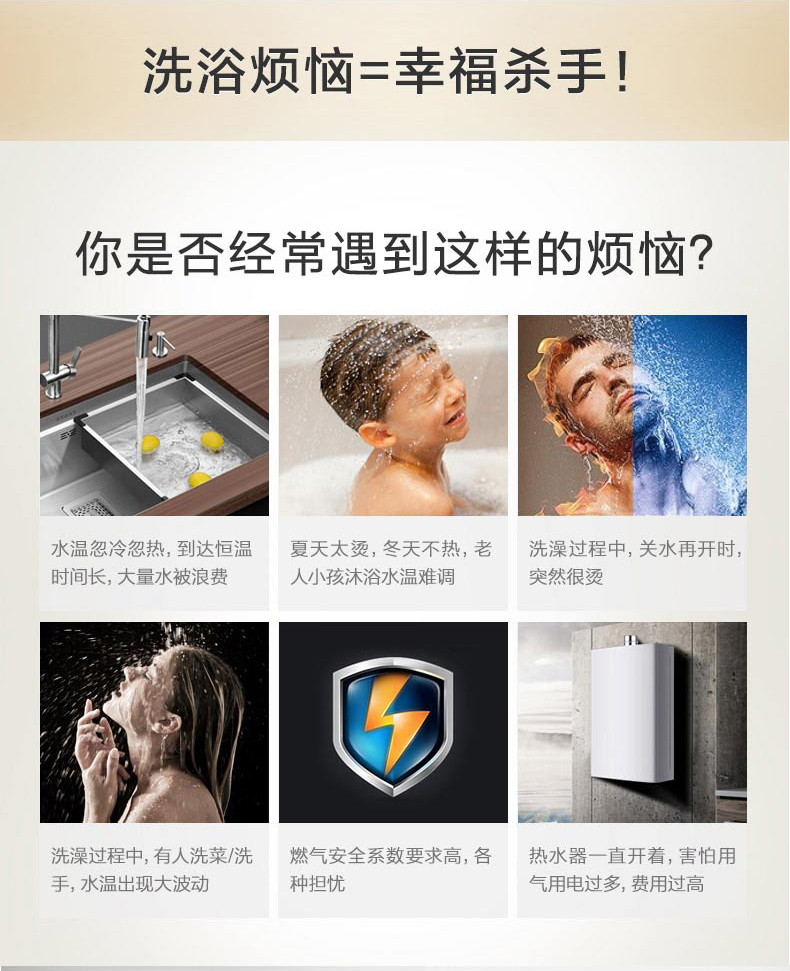 洗浴烦恼=幸福杀手！
你是否经常遇到这样的烦恼？
水温忽冷忽热，到达恒温
时间长，大量水被浪费
夏天太烫，冬天不热，老
人小孩沐浴水温难调
洗澡过程中，关水再开时，
突然很烫
洗澡过程中，有人洗菜/洗
手，水温出现大波动
燃气安全系数要求高，各
种担忧
热水器一直开着，害怕用
气用电过多，费用过高